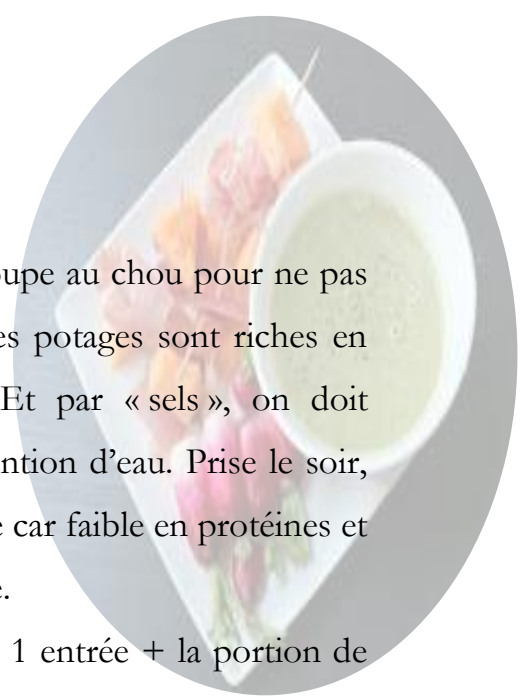 oupe au chou pour ne pas
es potages sont riches en
Et par « sels », on doit
ntion d'eau. Prise le soir,
e car faible en protéines et
e.
1 entrée + la portion de